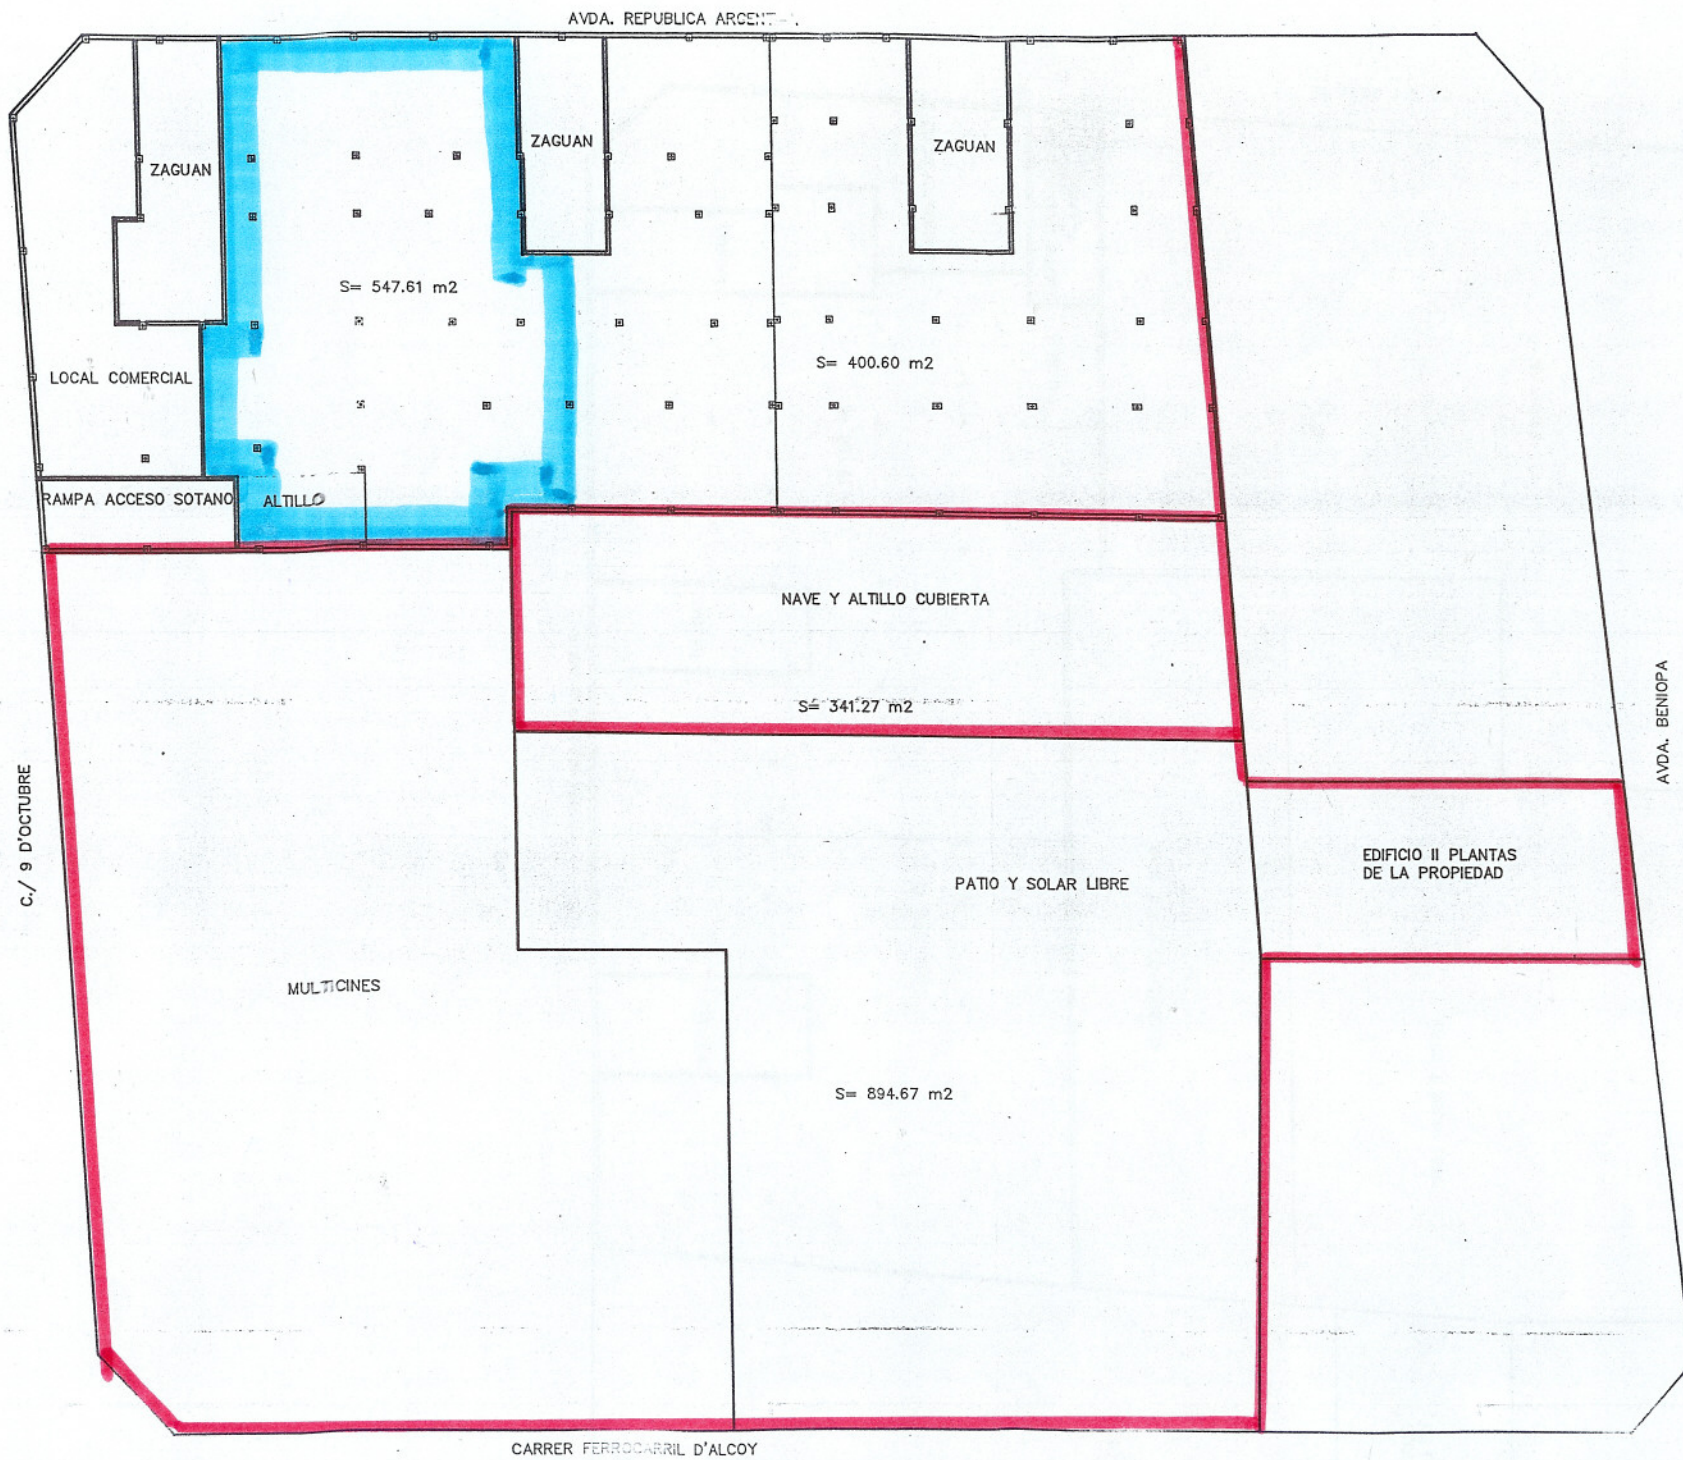 AVDA. REPUBLICA
ZAGUAN
ZAGUAN
ZAGUAN
S= 547.61 m2
S= 400.60 m2
LOCAL COMERCIAL
RAMPA ACCESO SOTANO
ALTILLO
NAVE Y ALTILLO CUBIERTA
S= 341.27 m2
AVDA. BENIOPA
C./ 9 D'OCTUBRE
EDIFICIO II PLANTAS
DE LA PROPIEDAD
PATIO Y SOLAR LIBRE
MULTICINES
S= 894.67 m2
CARRER FERROCARRIL D'ALCOY